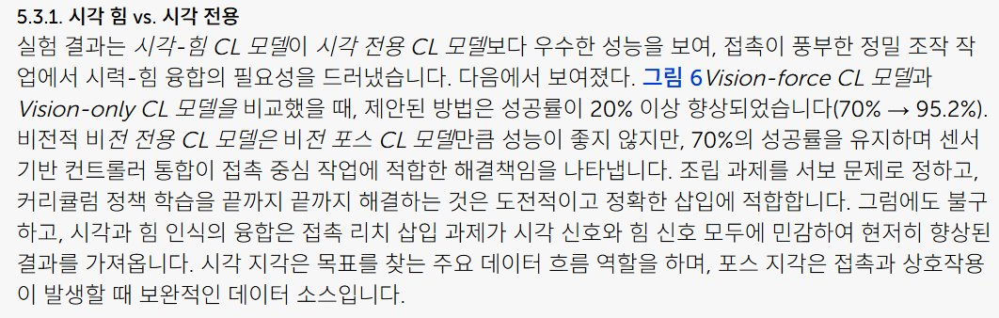 5.3.1. 시각 힘 vs. 시각 전용
실험 결과는 시각-힘 CL 모델이 시각 전용 CL 모델보다 우수한 성능을 보여, 접촉이 풍부한 정밀 조작 작
업에서 시력-힘 융합의 필요성을 드러냈습니다. 다음에서 보여졌다. 그림 6Vision-force CL 모델과
Vision-only CL 모델을 비교했을 때, 제안된 방법은 성공률이 20% 이상 향상되었습니다(70% → 95.2%).
비전적 비전 전용 CL 모델은 비전 포스 CL 모델만큼 성능이 좋지 않지만, 70%의 성공률을 유지하며 센서
기반 컨트롤러 통합이 접촉 중심 작업에 적합한 해결책임을 나타냅니다. 조립 과제를 서보 문제로 정하고,
커리큘럼 정책 학습을 끝까지 끝까지 해결하는 것은 도전적이고 정확한 삽입에 적합합니다. 그럼에도 불구
하고, 시각과 힘 인식의 융합은 접촉 리치 삽입 과제가 시각 신호와 힘 신호 모두에 민감하여 현저히 향상된
결과를 가져옵니다. 시각 지각은 목표를 찾는 주요 데이터 흐름 역할을 하며, 포스 지각은 접촉과 상호작용
이 발생할 때 보완적인 데이터 소스입니다.